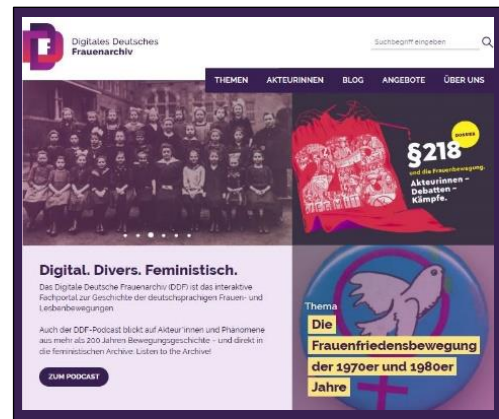 Digitales Deutsches
Frauenarchiv
Suchbegriff eingeben
THEMEN AKTEURINNEN BLOG ANGEBOTE ÜBER UNS
DOSSIER
§218
und die Frauenbewegung.
Akteurinnen –
Debatten –
Kämpfe.
218
WEG MIT
Digital. Divers. Feministisch.
Das Digitale Deutsche Frauenarchiv (DDF) ist das interaktive
Fachportal zur Geschichte der deutschsprachigen Frauen- und
Lesbenbewegungen.
Auch der DDF-Podcast blickt auf Akteur*innen und Phänomene
aus mehr als 200 Jahren Bewegungsgeschichte – und direkt in
die feministischen Archive. Listen to the Archive!
ZUM PODCAST
Thema
Die
Frauenfriedensbewegung
der 1970er und 1980er
Jahre